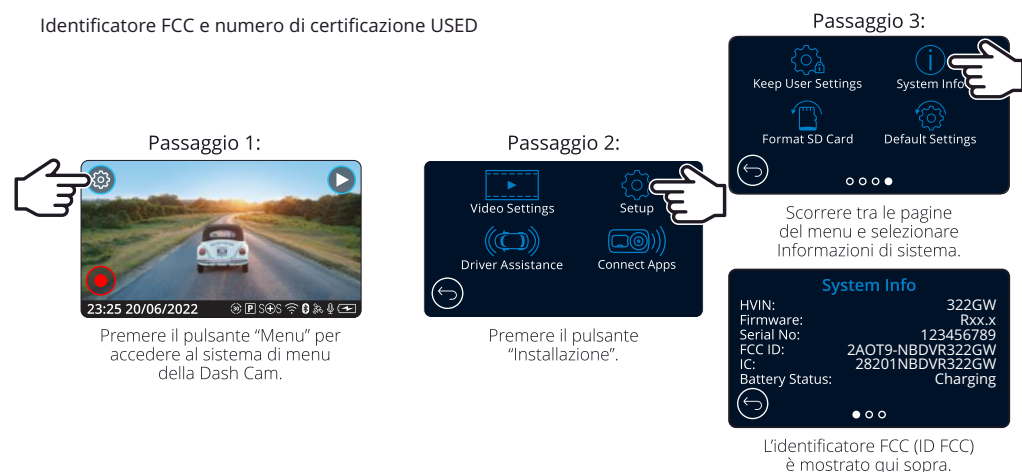 Identificatore FCC e numero di certificazione USED
Passaggio 1:
23:25 20/06/2022
Premere il pulsante “Menu” per
accedere al sistema di menu
della Dash Cam.
Passaggio 2:
Video Settings
Setup
Driver Assistance
Connect Apps
Premere il pulsante
“Installazione”.
Passaggio 3:
Keep User Settings
System Info
Format SD Card
Default Settings
Scorrere tra le pagine
del menu e selezionare
Informazioni di sistema.
System Info
HVIN: 322GW
Firmware: Rxx.x
Serial No: 123456789
FCC ID: 2AOT9-NBDVR322GW
IC: 28201NBDVR322GW
Battery Status: Charging
L'identificatore FCC (ID FCC)
è mostrato qui sopra.